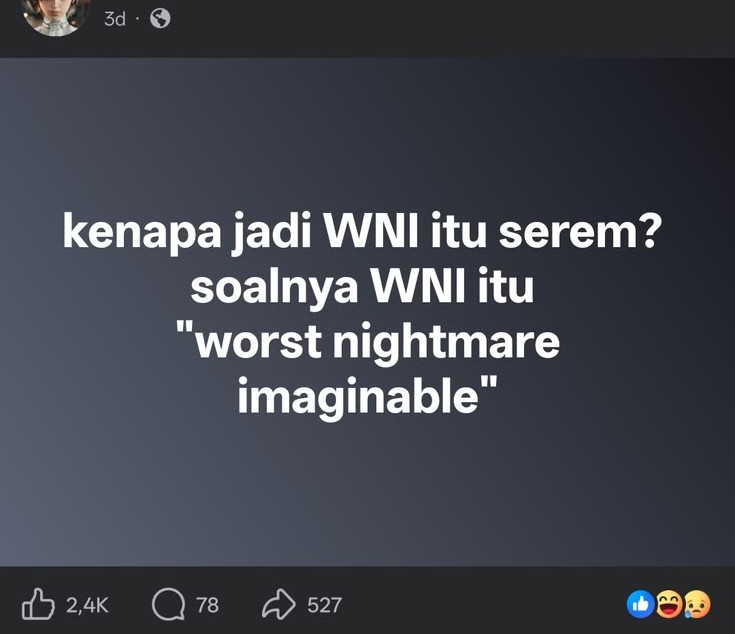 3d ·
kenapa jadi WNI itu serem?
soalnya WNI itu
"worst nightmare
imaginable"
2,4K 78 527